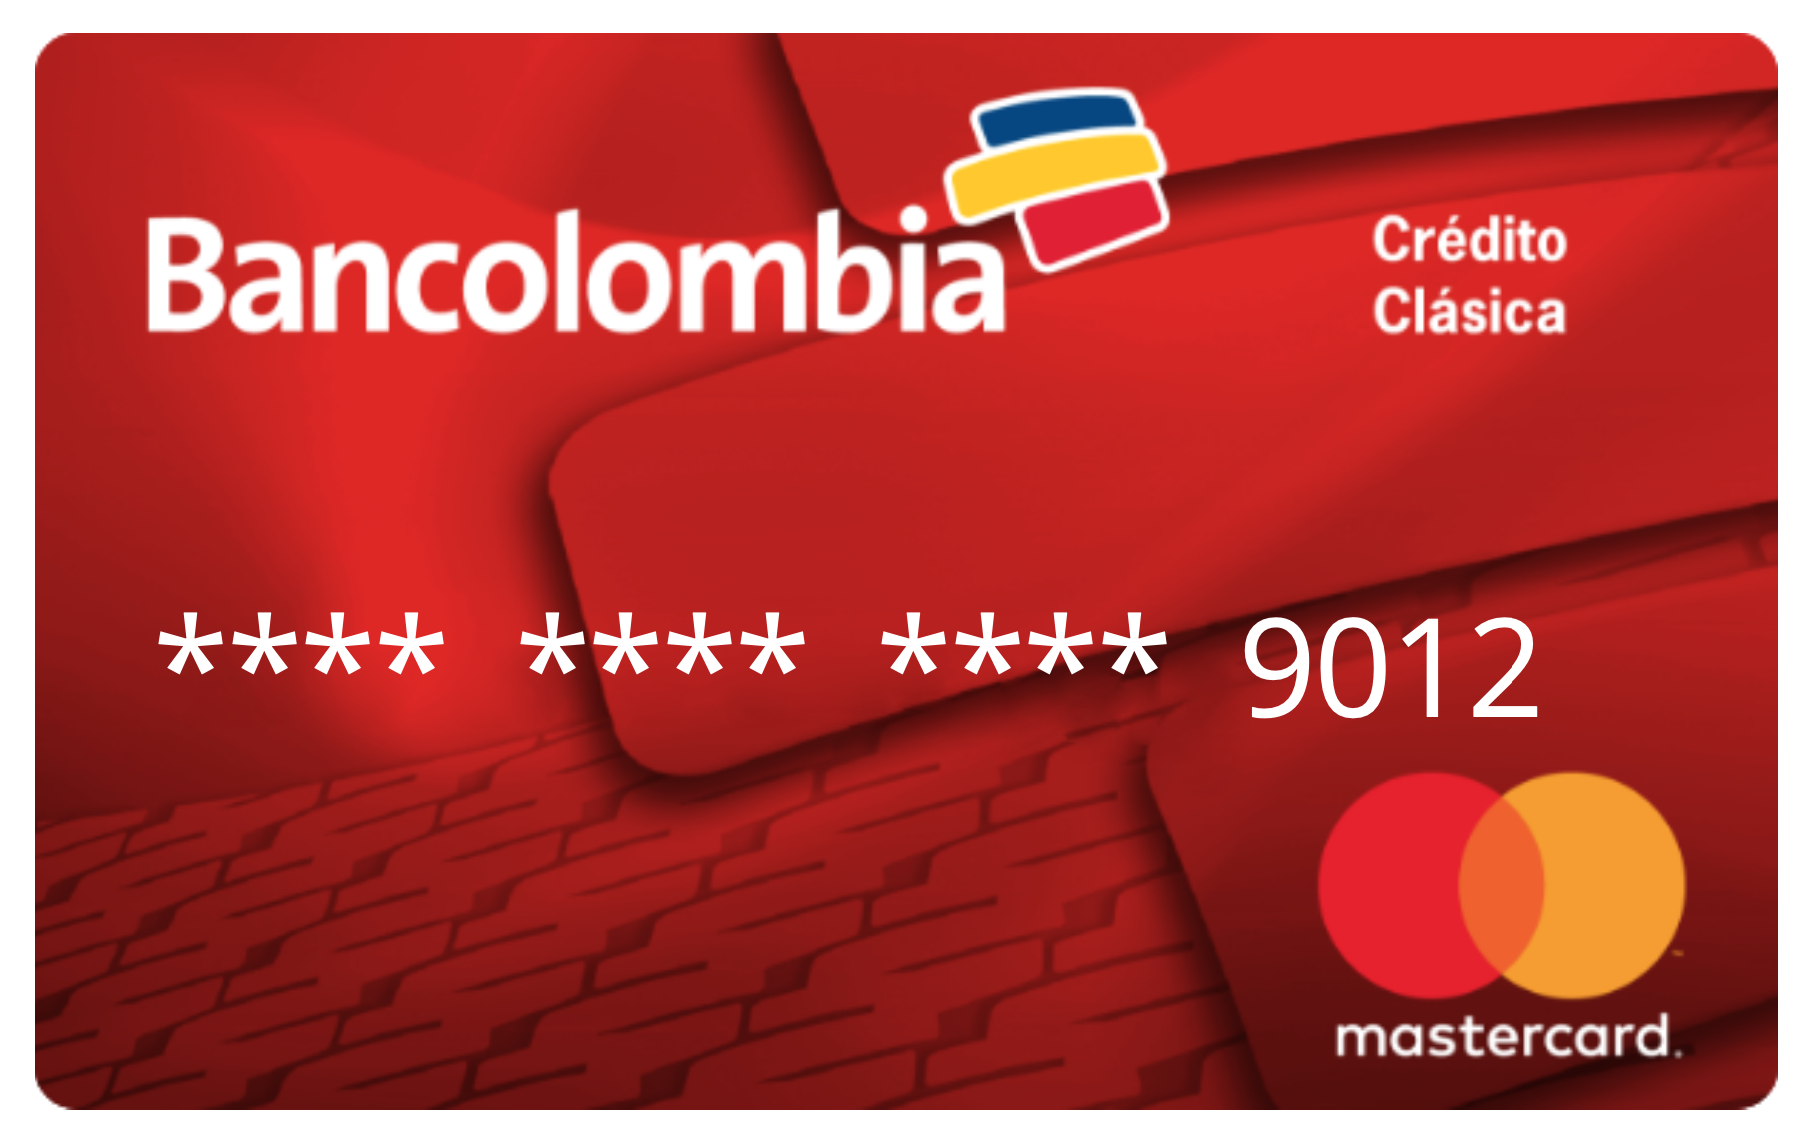 Bancolombia
Crédito
Clásica
**** **** **** 9012
mastercard.